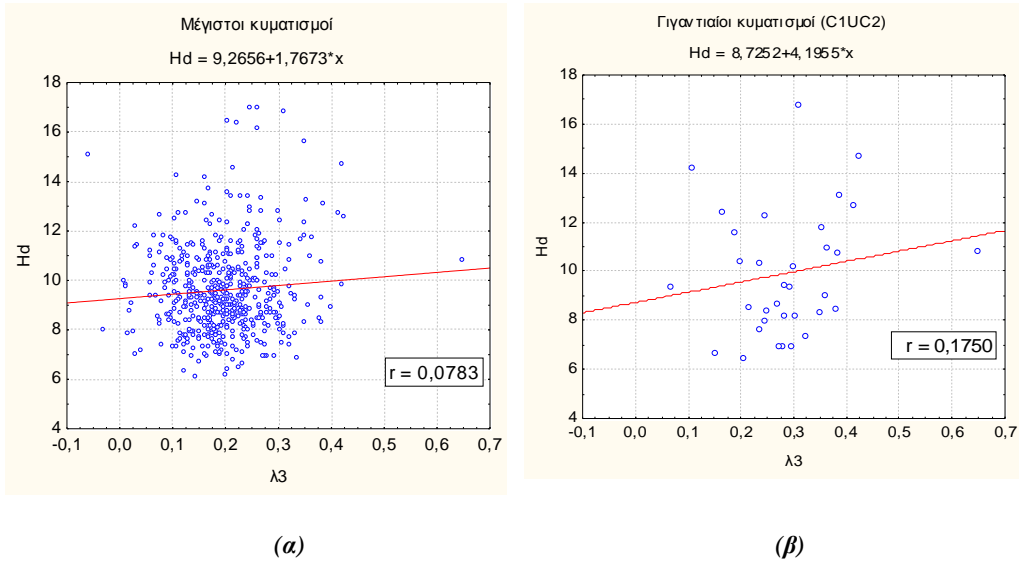 Μέγιστοι κυματισμοί
Hd = 9,2656+1,7673*x
18
16
14
12
10
8
6
4
Hd
-0,1 0,0 0,1 0,2 0,3 0,4 0,5 0,6 0,7
λ3
r = 0,0783
(α)
Γιγαντιαίοι κυματισμοί (C1UC2)
Hd = 8,7252+4,1955*x
18
16
14
12
10
8
6
4
Hd
-0,1 0,0 0,1 0,2 0,3 0,4 0,5 0,6 0,7
λ3
r = 0,1750
(β)